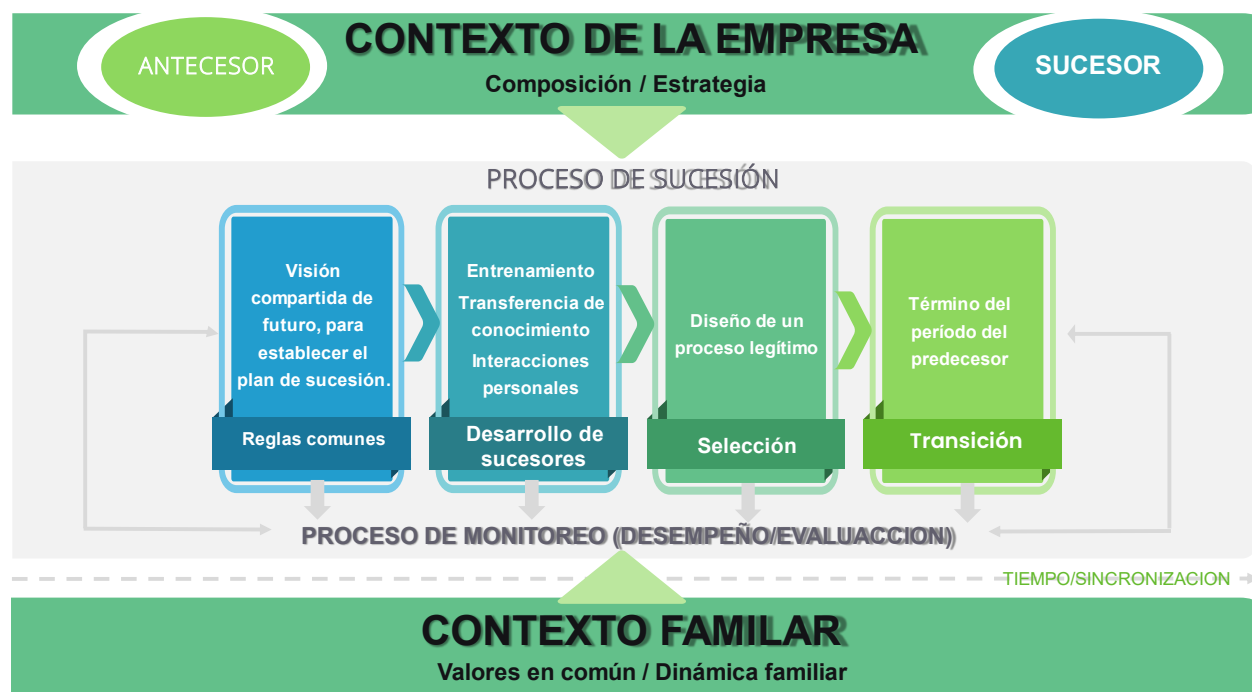 CONTEXTO DE LA EMPRESA
ANTECESOR
SUCESOR
Composición / Estrategia
PROCESO DE SUCESIÓN
Visión
compartida de
futuro, para
establecer el
plan de sucesión.
Reglas comunes
Entrenamiento
Transferencia de
conocimiento
Interacciones
personales
Desarrollo de
sucesores
Diseño de un
proceso legítimo
Selección
Término del
período del
predecesor
Transición
PROCESO DE MONITOREO (DESEMPEÑO/EVALUACCION)
TIEMPO/SINCRONIZACION
CONTEXTO FAMILAR
Valores en común / Dinámica familiar